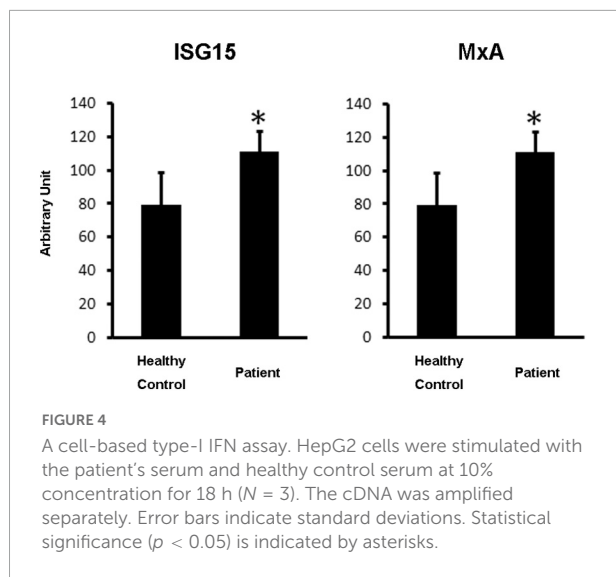 ISG15
MxA
Arbitrary Unit
140
120
100
80
60
40
20
0
*
Healthy
Control
Patient
140
120
100
80
60
40
20
0
*
Healthy
Control
Patient
FIGURE 4
A cell-based type-I IFN assay. HepG2 cells were stimulated with
the patient’s serum and healthy control serum at 10%
concentration for 18 h (N = 3). The cDNA was amplified
separately. Error bars indicate standard deviations. Statistical
significance (p < 0.05) is indicated by asterisks.